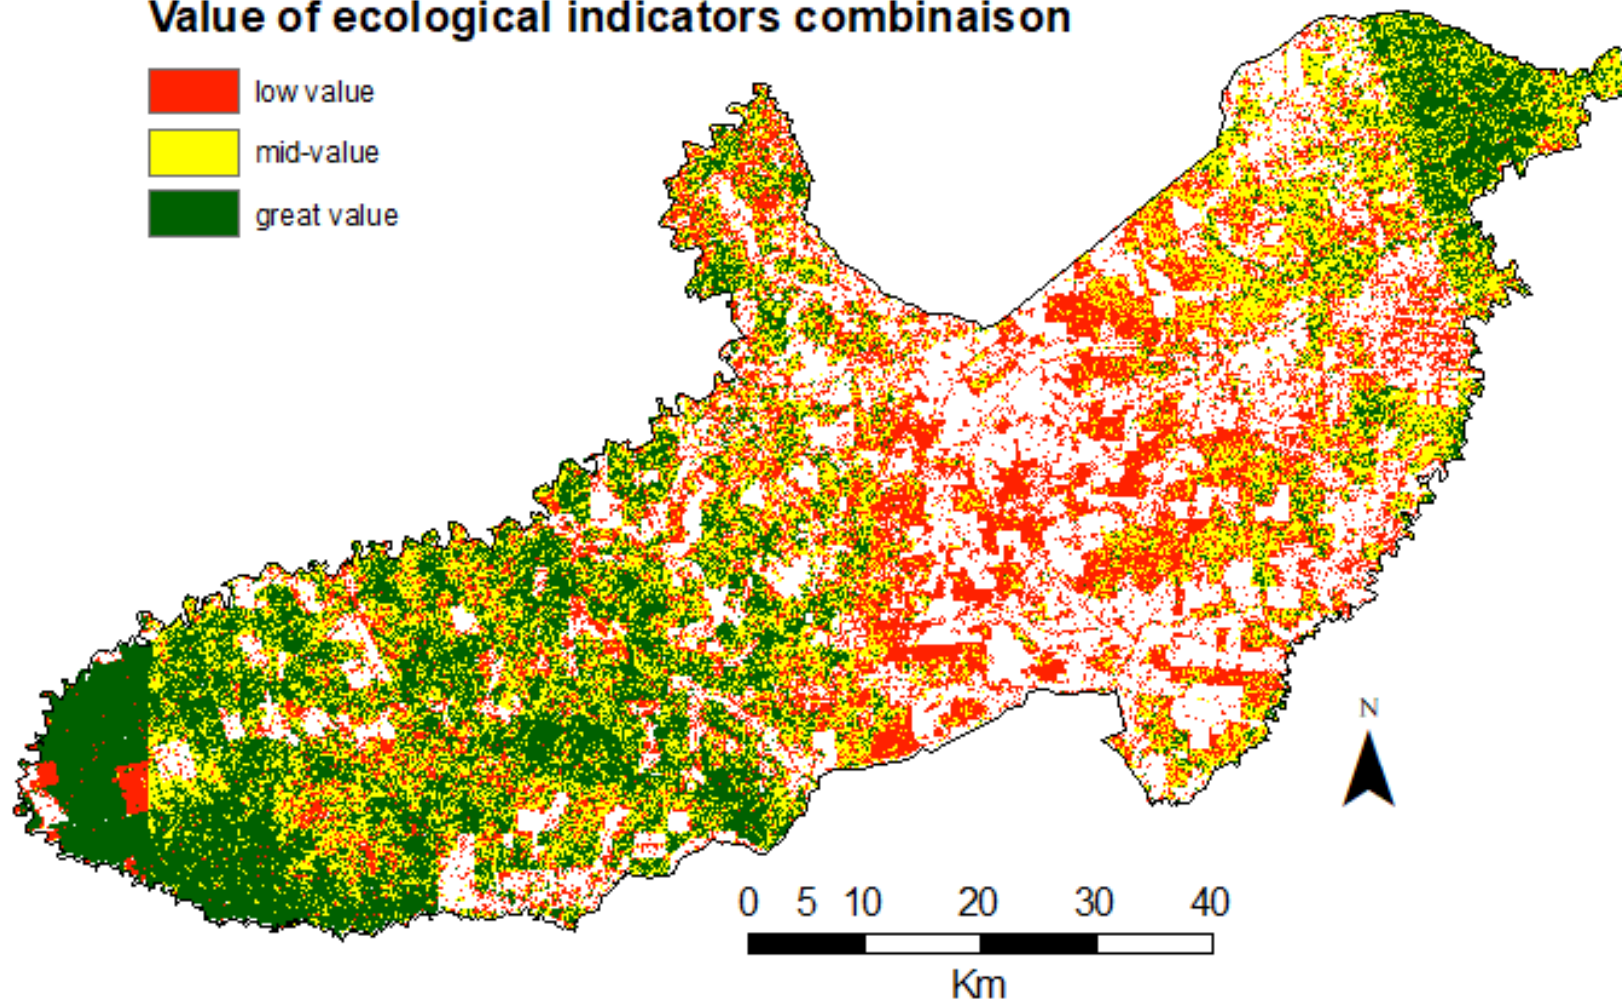 Value of ecological indicators combinaison
low value
mid-value
great value
N
0 5 10 20 30 40
Km